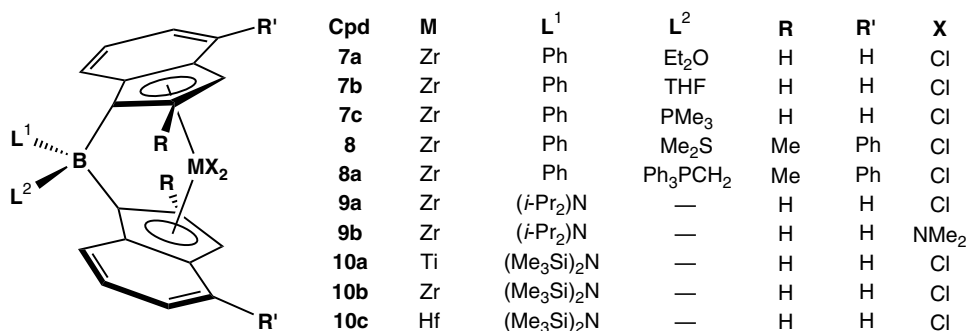 R'
R
L¹
B
L²
R
MX₂
R'
Cpd M L¹ L² R R' X
7a Zr Ph Et₂O H H Cl
7b Zr Ph THF H H Cl
7c Zr Ph PMe₃ H H Cl
8 Zr Ph Me₂S Me Ph Cl
8a Zr Ph Ph₃PCH₂ Me Ph Cl
9a Zr (i-Pr₂)N — H H Cl
9b Zr (i-Pr₂)N — H H NMe₂
10a Ti (Me₃Si)₂N — H H Cl
10b Zr (Me₃Si)₂N — H H Cl
10c Hf (Me₃Si)₂N — H H Cl